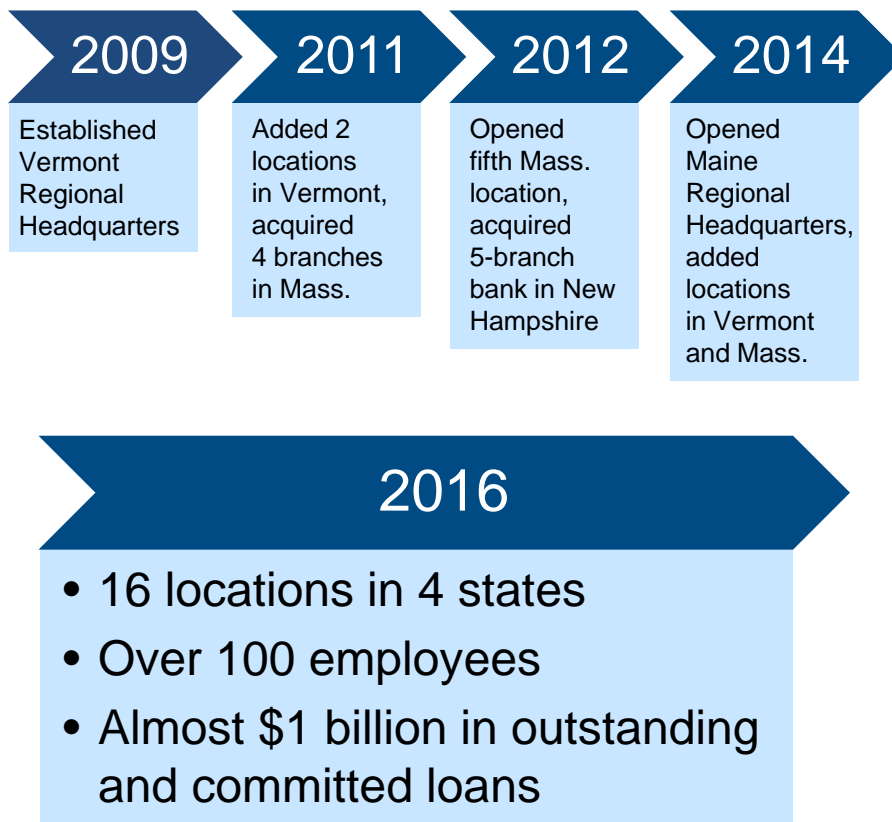 2009
Established
Vermont
Regional
Headquarters
2011
Added 2
locations
in Vermont,
acquired
4 branches
in Mass.
2012
Opened
fifth Mass.
location,
acquired
5-branch
bank in New
Hampshire
2014
Opened
Maine
Regional
Headquarters,
added
locations
in Vermont
and Mass.
2016
• 16 locations in 4 states
• Over 100 employees
• Almost $1 billion in outstanding
and committed loans